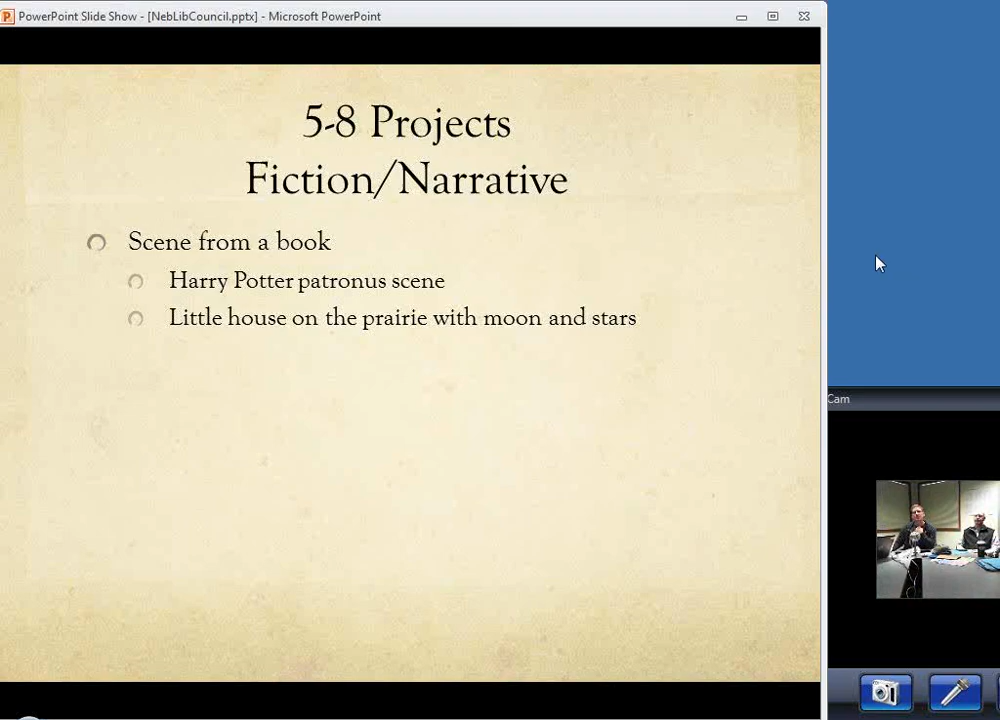 PowerPoint Slide Show - [NebLibCouncil.pptx] - Microsoft PowerPoint
5-8 Projects
Fiction/Narrative
Scene from a book
Harry Potter patronus scene
Little house on the prairie with moon and stars
Cam